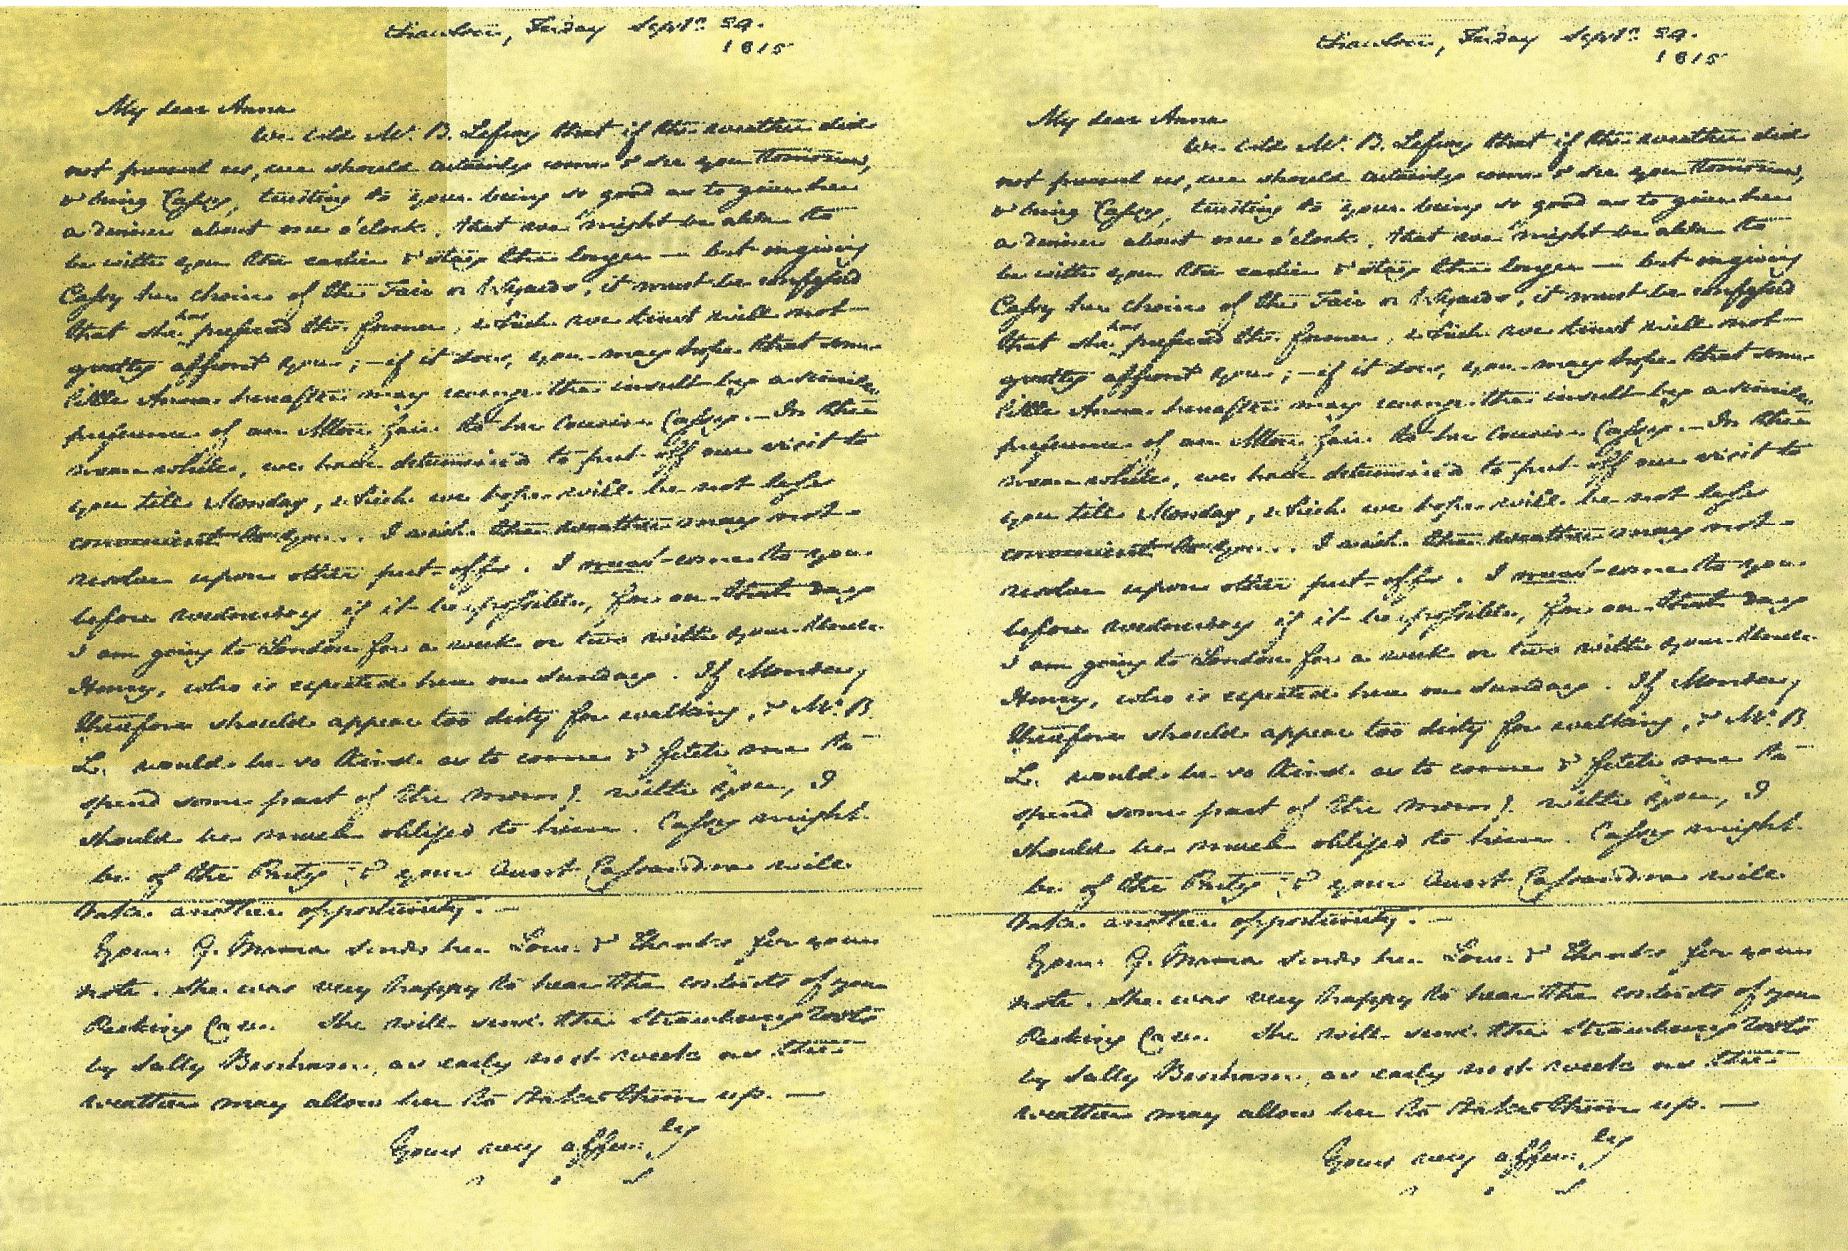 Chawton, Friday Septr. 29.
1815
My dear Anna
We told Mr. B. Lefroy that if the weather did
not prevent us, we should certainly come & see you tomorrow,
& bring Cassy, trusting to your being so good as to give her
a dinner about one o'clock, that we might be able to
be with you the earlier & stay the longer — but on giving
Cassy her choice of the Fair or Wyards, it must be confessed
that she has preferred the former, which we trust will not
greatly affront you; — if it does, you may hope that some
little Anna hereafter may revenge the insult by a similar
preference of an Alton fair to her Cousin Cassy. — In the
mean while, we have determined to put off our visit to
you till Monday, which we hope will be not less
convenient to you. I wish the weather may not
resolve upon other put-offs. I must come to you
before wednesday if it be possible, for on that day
I am going to London for a week or two with your Uncle
Henry, who is expected here on Sunday. If Monday
therefore should appear too dirty for walking, & Mr. B.
L. would be so kind as to come & fetch me to
spend some part of the morng. with you, I
should be much obliged to him. Cassy might
be of the Party, & your Aunt Cassandra will
take another opportunity. —
Your G. Mama sends her Love & Thanks for your
note. She was very happy to hear the contents of your
Packing Case. She will send the Strawberry roots
by Sally Benham, as early next week as the
weather may allow her to take them up. —
Yours very affecly
Chawton, Friday Septr. 29.
1815
My dear Anna
We told Mr. B. Lefroy that if the weather did
not prevent us, we should certainly come & see you tomorrow,
& bring Cassy, trusting to your being so good as to give her
a dinner about one o'clock, that we might be able to
be with you the earlier & stay the longer — but on giving
Cassy her choice of the Fair or Wyards, it must be confessed
that she has preferred the former, which we trust will not
greatly affront you; — if it does, you may hope that some
little Anna hereafter may revenge the insult by a similar
preference of an Alton fair to her Cousin Cassy. — In the
mean while, we have determined to put off our visit to
you till Monday, which we hope will be not less
convenient to you. I wish the weather may not
resolve upon other put-offs. I must come to you
before wednesday if it be possible, for on that day
I am going to London for a week or two with your Uncle
Henry, who is expected here on Sunday. If Monday
therefore should appear too dirty for walking, & Mr. B.
L. would be so kind as to come & fetch me to
spend some part of the morng. with you, I
should be much obliged to him. Cassy might
be of the Party, & your Aunt Cassandra will
take another opportunity. —
Your G. Mama sends her Love & Thanks for your
note. She was very happy to hear the contents of your
Packing Case. She will send the Strawberry roots
by Sally Benham, as early next week as the
weather may allow her to take them up. —
Yours very affecly